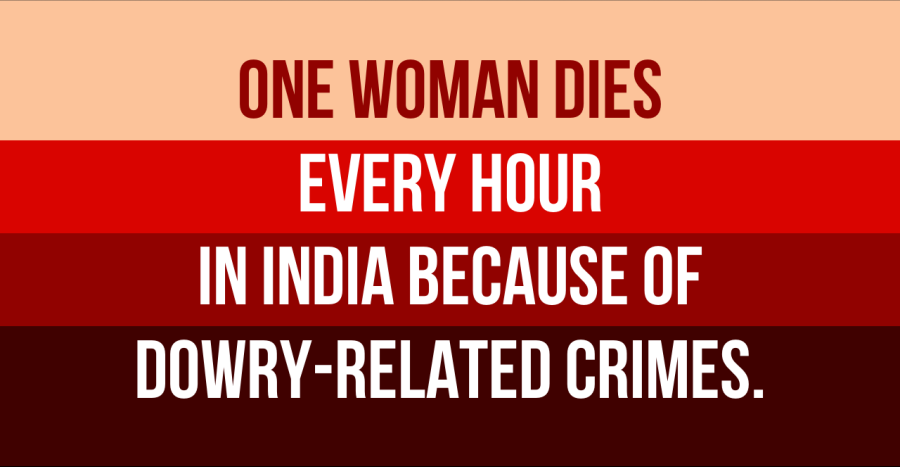 ONE WOMAN DIES
EVERY HOUR
IN INDIA BECAUSE OF
DOWRY-RELATED CRIMES.